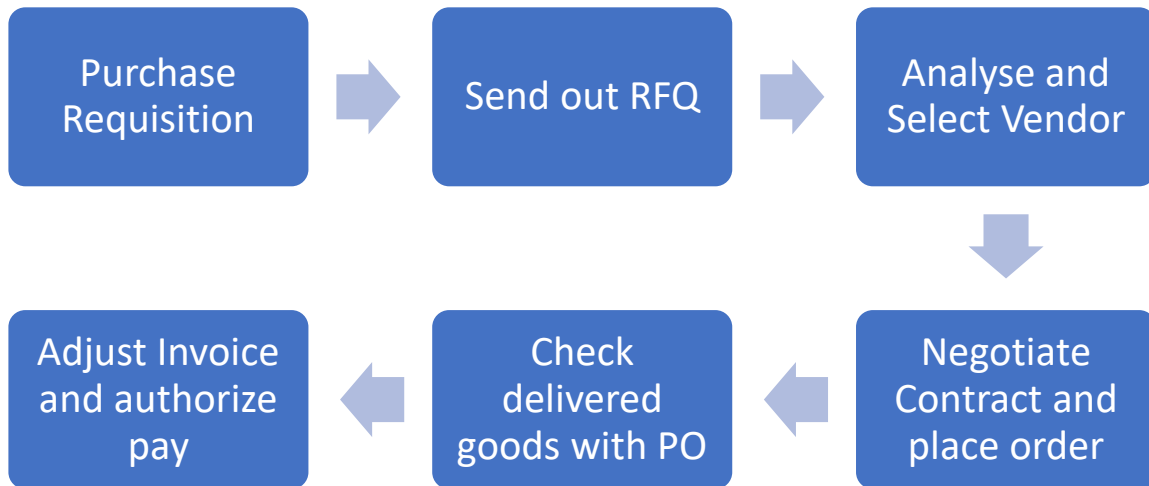 Purchase
Requisition
Send out RFQ
Analyse and
Select Vendor
Negotiate
Contract and
place order
Check
delivered
goods with PO
Adjust Invoice
and authorize
pay